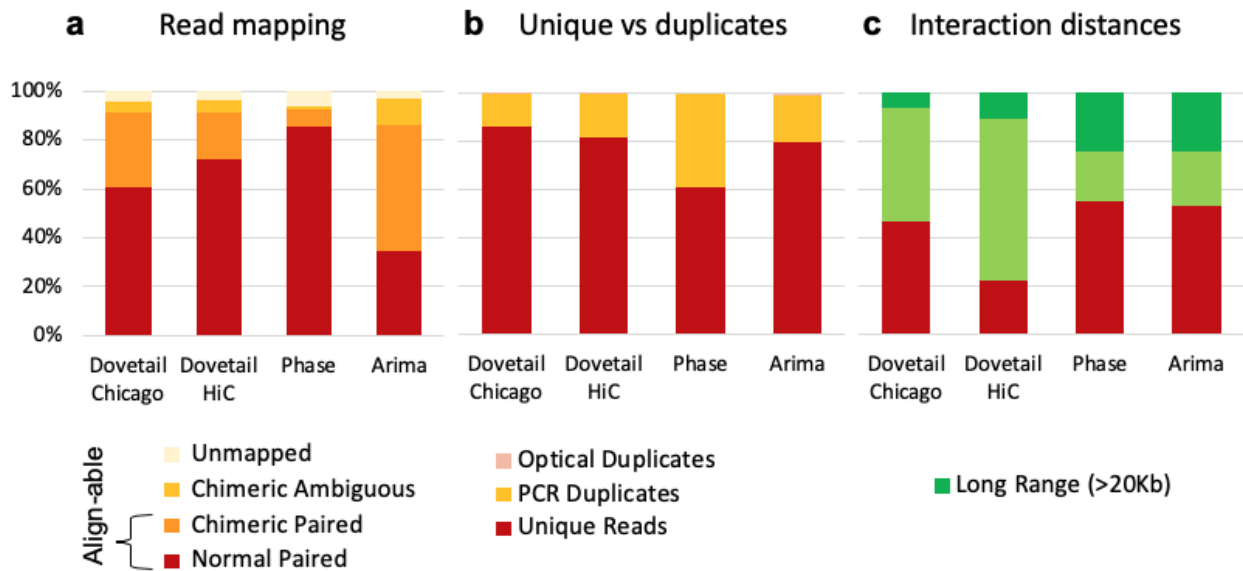 a Read mapping
b Unique vs duplicates
c Interaction distances
100%
80%
60%
40%
20%
0%
Dovetail Chicago
Dovetail HiC
Phase
Arima
Dovetail Chicago
Dovetail HiC
Phase
Arima
Dovetail Chicago
Dovetail HiC
Phase
Arima
Align-able
Unmapped
Chimeric Ambiguous
Chimeric Paired
Normal Paired
Optical Duplicates
PCR Duplicates
Unique Reads
Long Range (>20Kb)